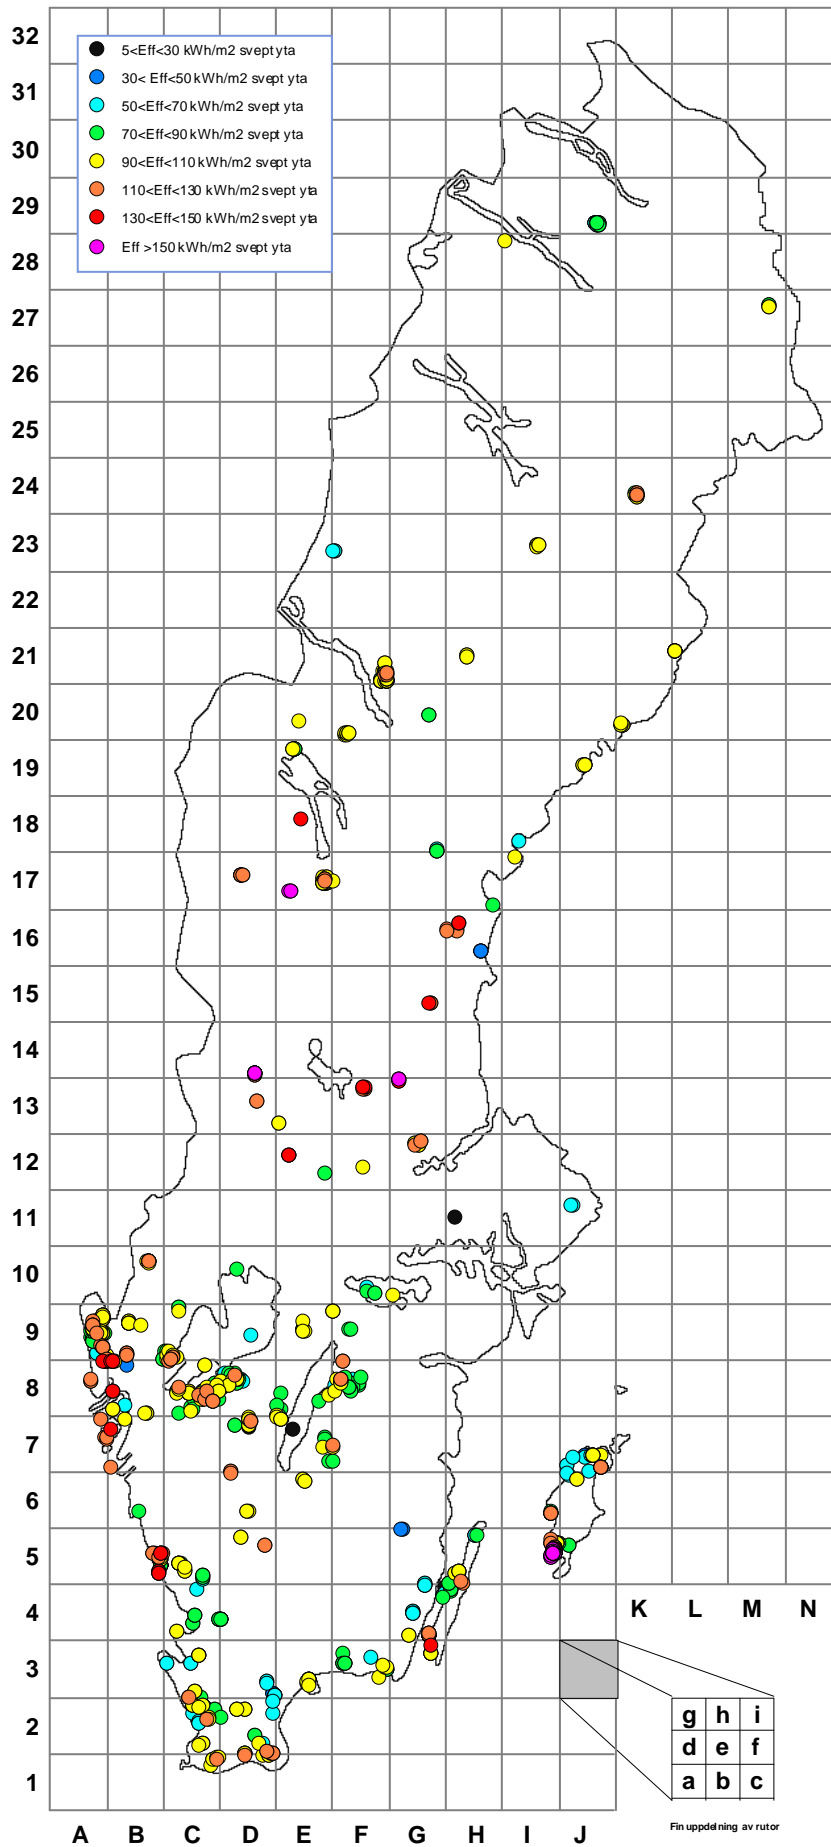 32
5<Eff<30 kWh/m2 svept yta
30< Eff<50 kWh/m2 svept yta
50<Eff<70 kWh/m2 svept yta
70<Eff<90 kWh/m2 svept yta
90<Eff<110 kWh/m2 svept yta
110<Eff<130 kWh/m2 svept yta
130<Eff<150 kWh/m2 svept yta
Eff >150 kWh/m2 svept yta
31
30
29
28
27
26
25
24
23
22
21
20
19
18
17
16
15
14
13
12
11
10
9
8
7
6
5
4
K L M N
3
g h i
2
d e f
a b c
1
Fin uppdelning av rutor
A B C D E F G H I J